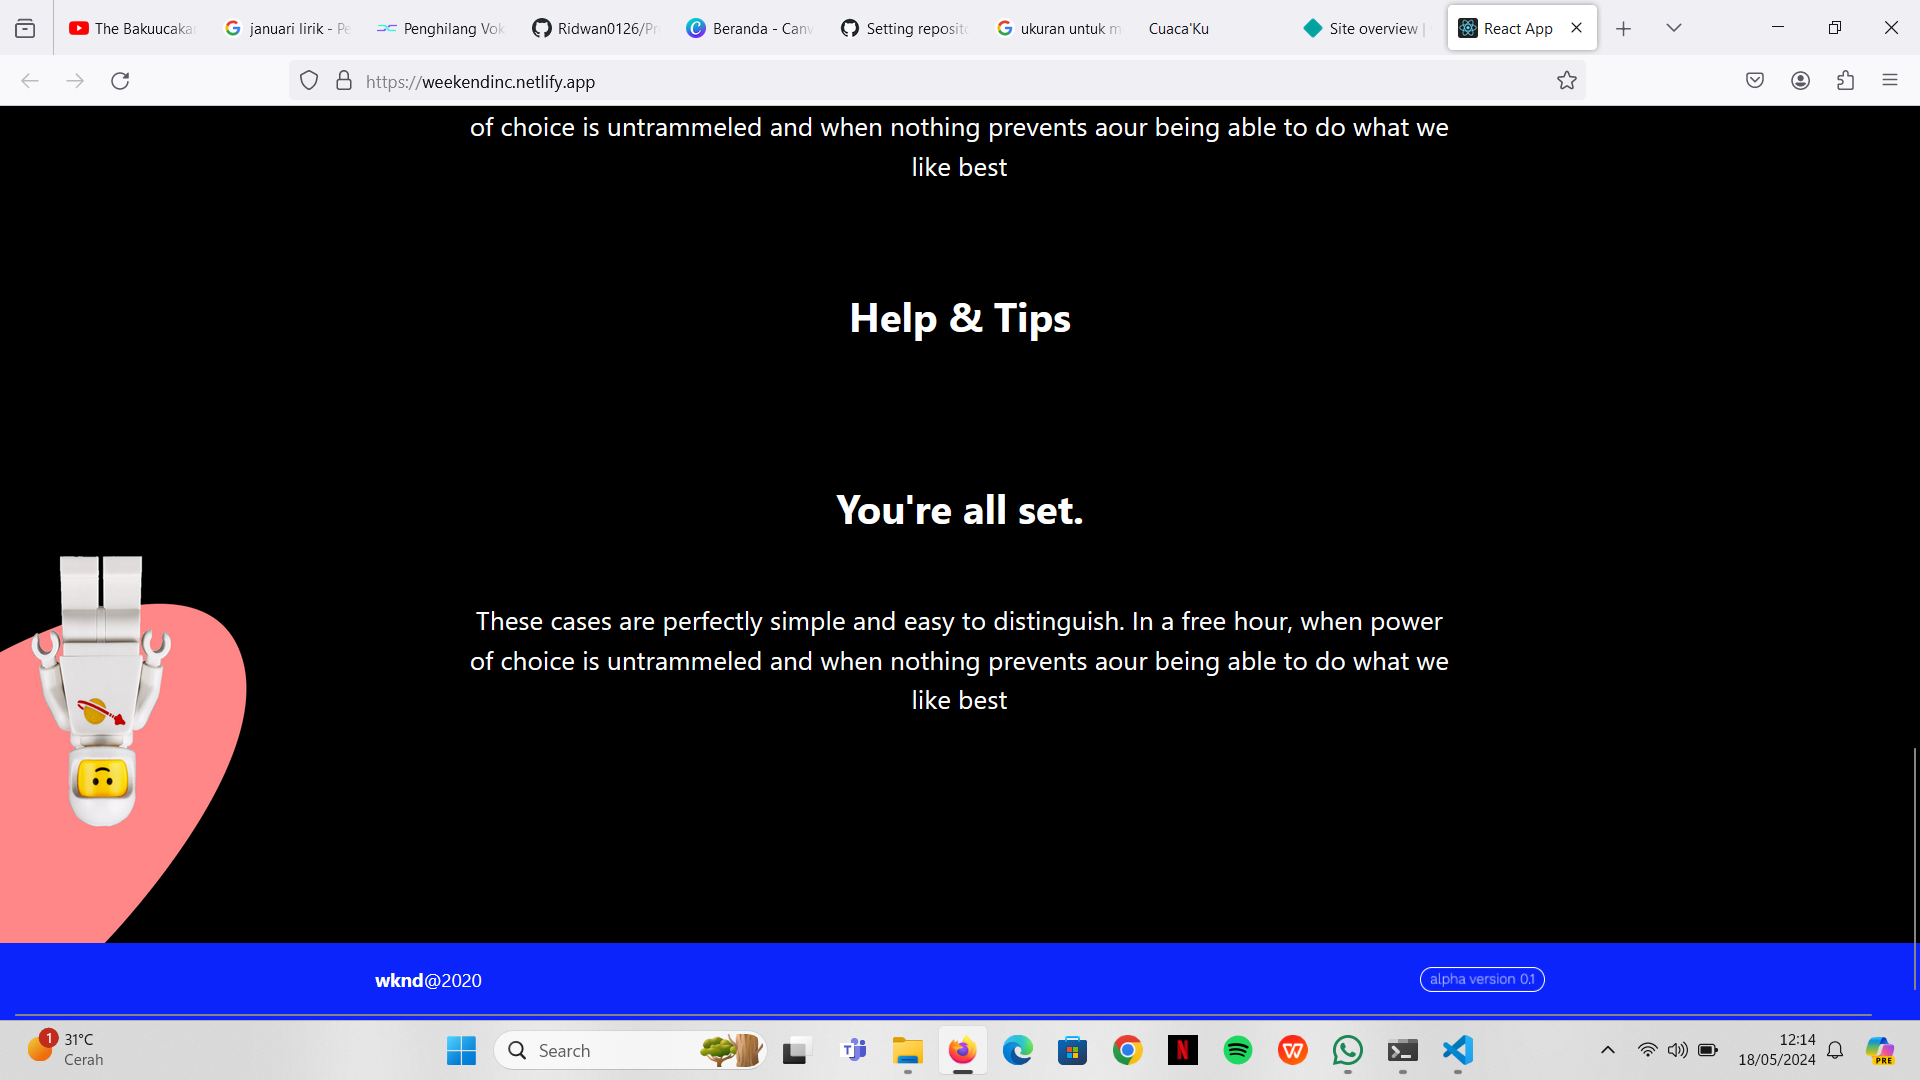 The Bakuucaka
januari lirik - Pe
Penghilang Vok
Ridwan0126/Pr
Beranda - Canv
Setting reposito
ukuran untuk m
Cuaca'Ku
Site overview |
React App
https://weekendinc.netlify.app
of choice is untrammeled and when nothing prevents aour being able to do what we
like best
Help & Tips
You're all set.
These cases are perfectly simple and easy to distinguish. In a free hour, when power
of choice is untrammeled and when nothing prevents aour being able to do what we
like best
wknd@2020
alpha version 0.1
1
31°C
Cerah
Search
12:14
18/05/2024
PRE